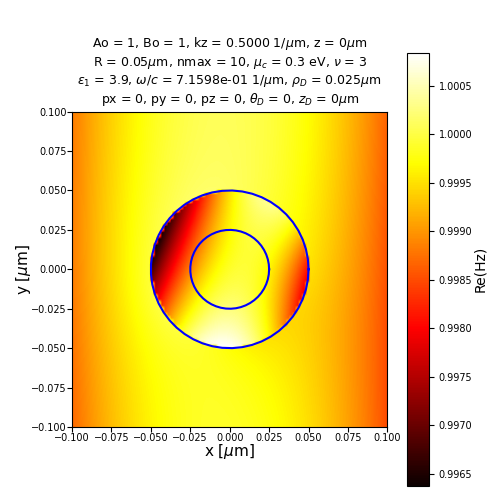 Ao = 1, Bo = 1, kz = 0.5000 1/μm, z = 0μm
R = 0.05μm, nmax = 10, μc = 0.3 eV, ν = 3
ε1 = 3.9, ω/c = 7.1598e-01 1/μm, ρD = 0.025μm
px = 0, py = 0, pz = 0, θD = 0, zD = 0μm
0.100
0.075
0.050
0.025
0.000
−0.025
−0.050
−0.075
−0.100
y [μm]
−0.100 −0.075 −0.050 −0.025 0.000 0.025 0.050 0.075 0.100
x [μm]
1.0005
1.0000
0.9995
0.9990
0.9985
0.9980
0.9975
0.9970
0.9965
Re(Hz)